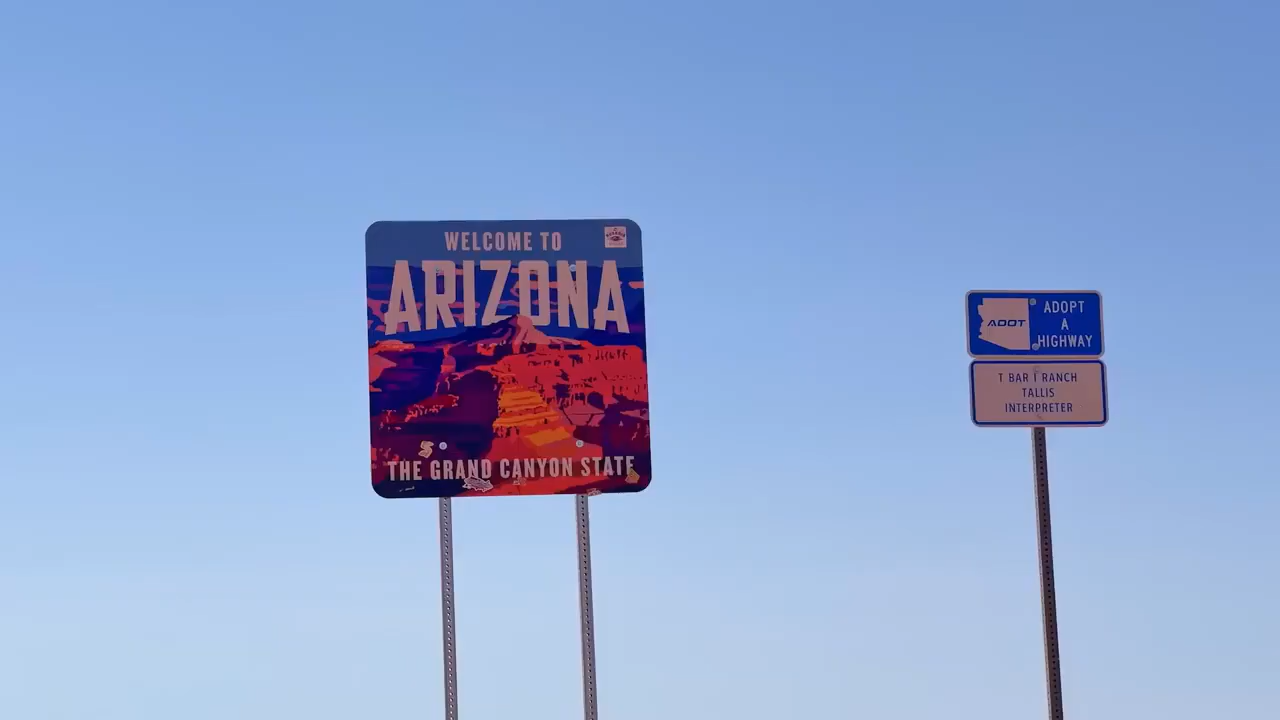 WELCOME TO
ARIZONA
THE GRAND CANYON STATE
ADOT
ADOPT
A
HIGHWAY
T BAR T RANCH
TALLIS
INTERPRETER